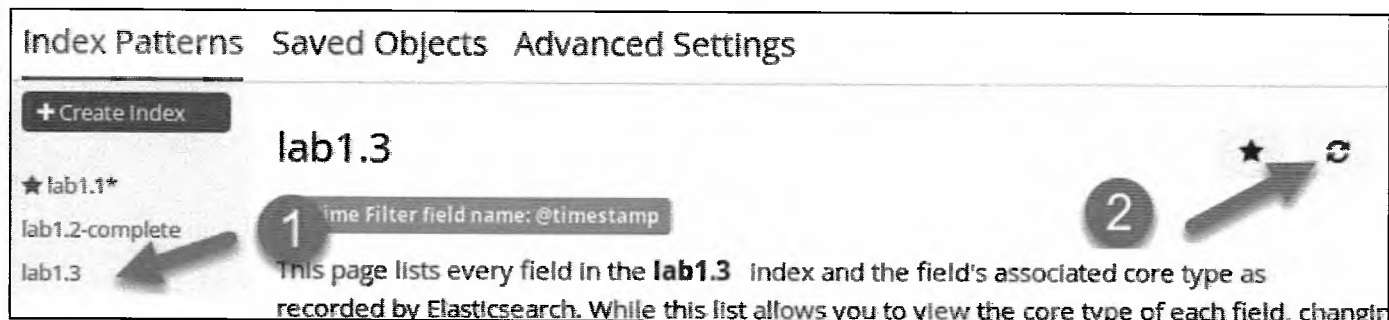 Index Patterns Saved Objects Advanced Settings
+ Create Index
lab1.3
★ lab1.1*
lab1.2-complete
lab1.3
1
ime Filter field name: @timestamp
2
This page lists every field in the lab1.3 index and the field's associated core type as
recorded by Elasticsearch. While this list allows you to view the core type of each field, changin